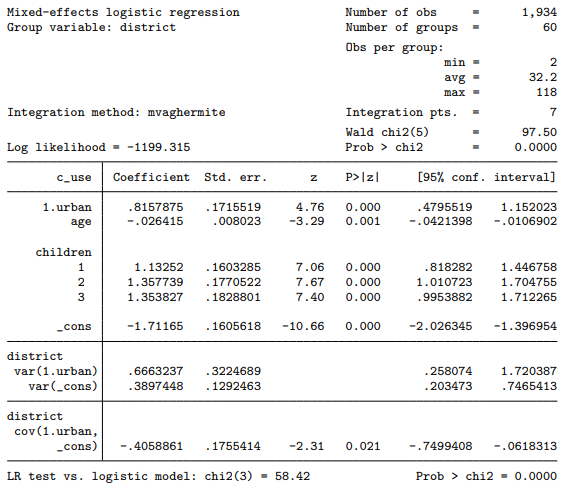 Mixed-effects logistic regression Number of obs = 1,934
Group variable: district Number of groups = 60
Obs per group:
min = 2
avg = 32.2
max = 118
Integration method: mvaghermite Integration pts. = 7
Wald chi2(5) = 97.50
Log likelihood = -1199.315 Prob > chi2 = 0.0000
c_use Coefficient Std. err. z P>|z| [95% conf. interval]
1.urban .8157875 .1715519 4.76 0.000 .4795519 1.152023
age -.026415 .008023 -3.29 0.001 -.0421398 -.0106902
children
1 1.13252 .1603285 7.06 0.000 .818282 1.446758
2 1.357739 .1770522 7.67 0.000 1.010723 1.704755
3 1.353827 .1828801 7.40 0.000 .9953882 1.712265
_cons -1.71165 .1605618 -10.66 0.000 -2.026345 -1.396954
district
var(1.urban) .6663237 .3224689 .258074 1.720387
var(_cons) .3897448 .1292463 .203473 .7465413
district
cov(1.urban,
_cons) -.4058861 .1755414 -2.31 0.021 -.7499408 -.0618313
LR test vs. logistic model: chi2(3) = 58.42 Prob > chi2 = 0.0000